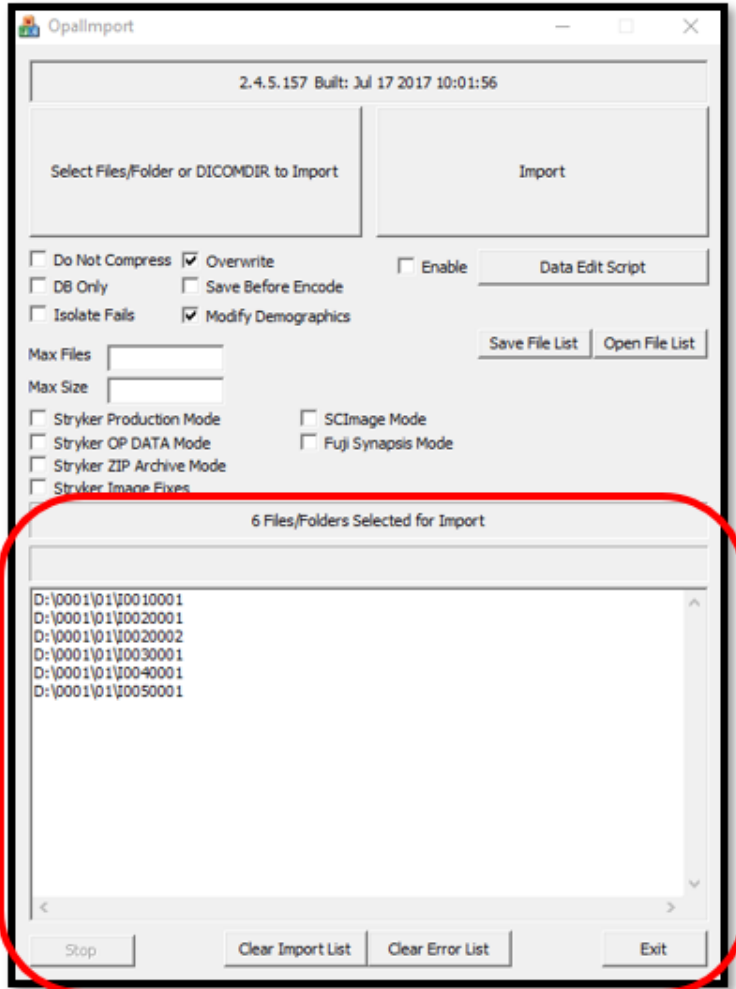 OpalImport
2.4.5.157 Built: Jul 17 2017 10:01:56
Select Files/Folder or DICOMDIR to Import
Import
Do Not Compress
Overwrite
Enable
Data Edit Script
DB Only
Save Before Encode
Isolate Fails
Modify Demographics
Save File List
Open File List
Max Files
Max Size
Stryker Production Mode
SCImage Mode
Stryker OP DATA Mode
Fuji Synapsis Mode
Stryker ZIP Archive Mode
Stryker Image Fixes
6 Files/Folders Selected for Import
D:\0001\01\I0010001
D:\0001\01\I0020001
D:\0001\01\I0020002
D:\0001\01\I0030001
D:\0001\01\I0040001
D:\0001\01\I0050001
Stop
Clear Import List
Clear Error List
Exit